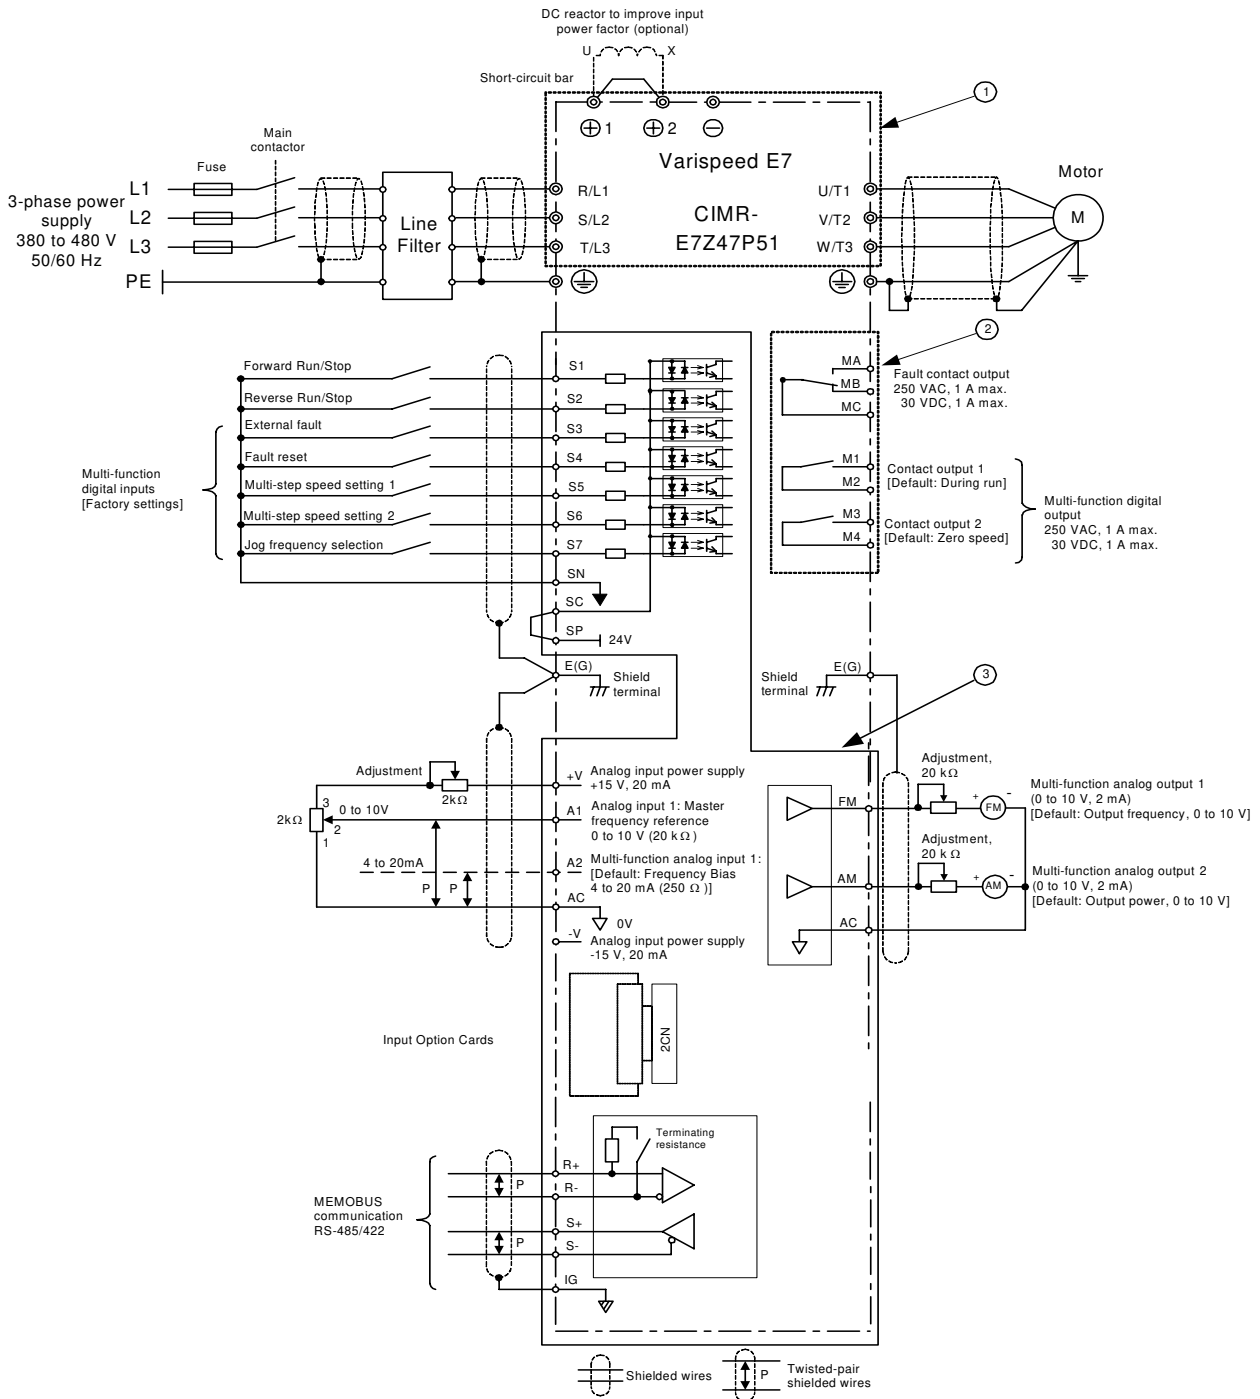 DC reactor to improve input
power factor (optional)
U X
Short-circuit bar
1
+ 1 + 2 −
Main
contactor
Fuse
Varispeed E7
Motor
3-phase power
supply
380 to 480 V
50/60 Hz
L1
L2
L3
PE
Line
Filter
R/L1
S/L2
T/L3
CIMR-
E7Z47P51
U/T1
V/T2
W/T3
M
2
Forward Run/Stop
S1
Reverse Run/Stop
S2
External fault
S3
Fault reset
S4
Multi-step speed setting 1
S5
Multi-step speed setting 2
S6
Jog frequency selection
S7
Multi-function
digital inputs
[Factory settings]
SN
SC
SP
24V
MA
MB
MC
Fault contact output
250 VAC, 1 A max.
30 VDC, 1 A max.
M1
M2
Contact output 1
[Default: During run]
M3
M4
Contact output 2
[Default: Zero speed]
Multi-function digital
output
250 VAC, 1 A max.
30 VDC, 1 A max.
E(G)
Shield
terminal
Shield
terminal
E(G)
3
Adjustment
2kΩ
+V
Analog input power supply
+15 V, 20 mA
2kΩ
3
2
1
0 to 10V
A1
Analog input 1: Master
frequency reference
0 to 10 V (20 kΩ)
4 to 20mA
P P
A2
Multi-function analog input 1:
[Default: Frequency Bias
4 to 20 mA (250 Ω )]
AC
0V
-V
Analog input power supply
-15 V, 20 mA
Adjustment,
20 kΩ
FM
+ FM -
Multi-function analog output 1
(0 to 10 V, 2 mA)
[Default: Output frequency, 0 to 10 V]
Adjustment,
20 k Ω
AM
+ AM -
Multi-function analog output 2
(0 to 10 V, 2 mA)
[Default: Output power, 0 to 10 V]
AC
Input Option Cards
2CN
Terminating
resistance
MEMOBUS
communication
RS-485/422
P
R+
R-
P
S+
S-
IG
Shielded wires
P
Twisted-pair
shielded wires